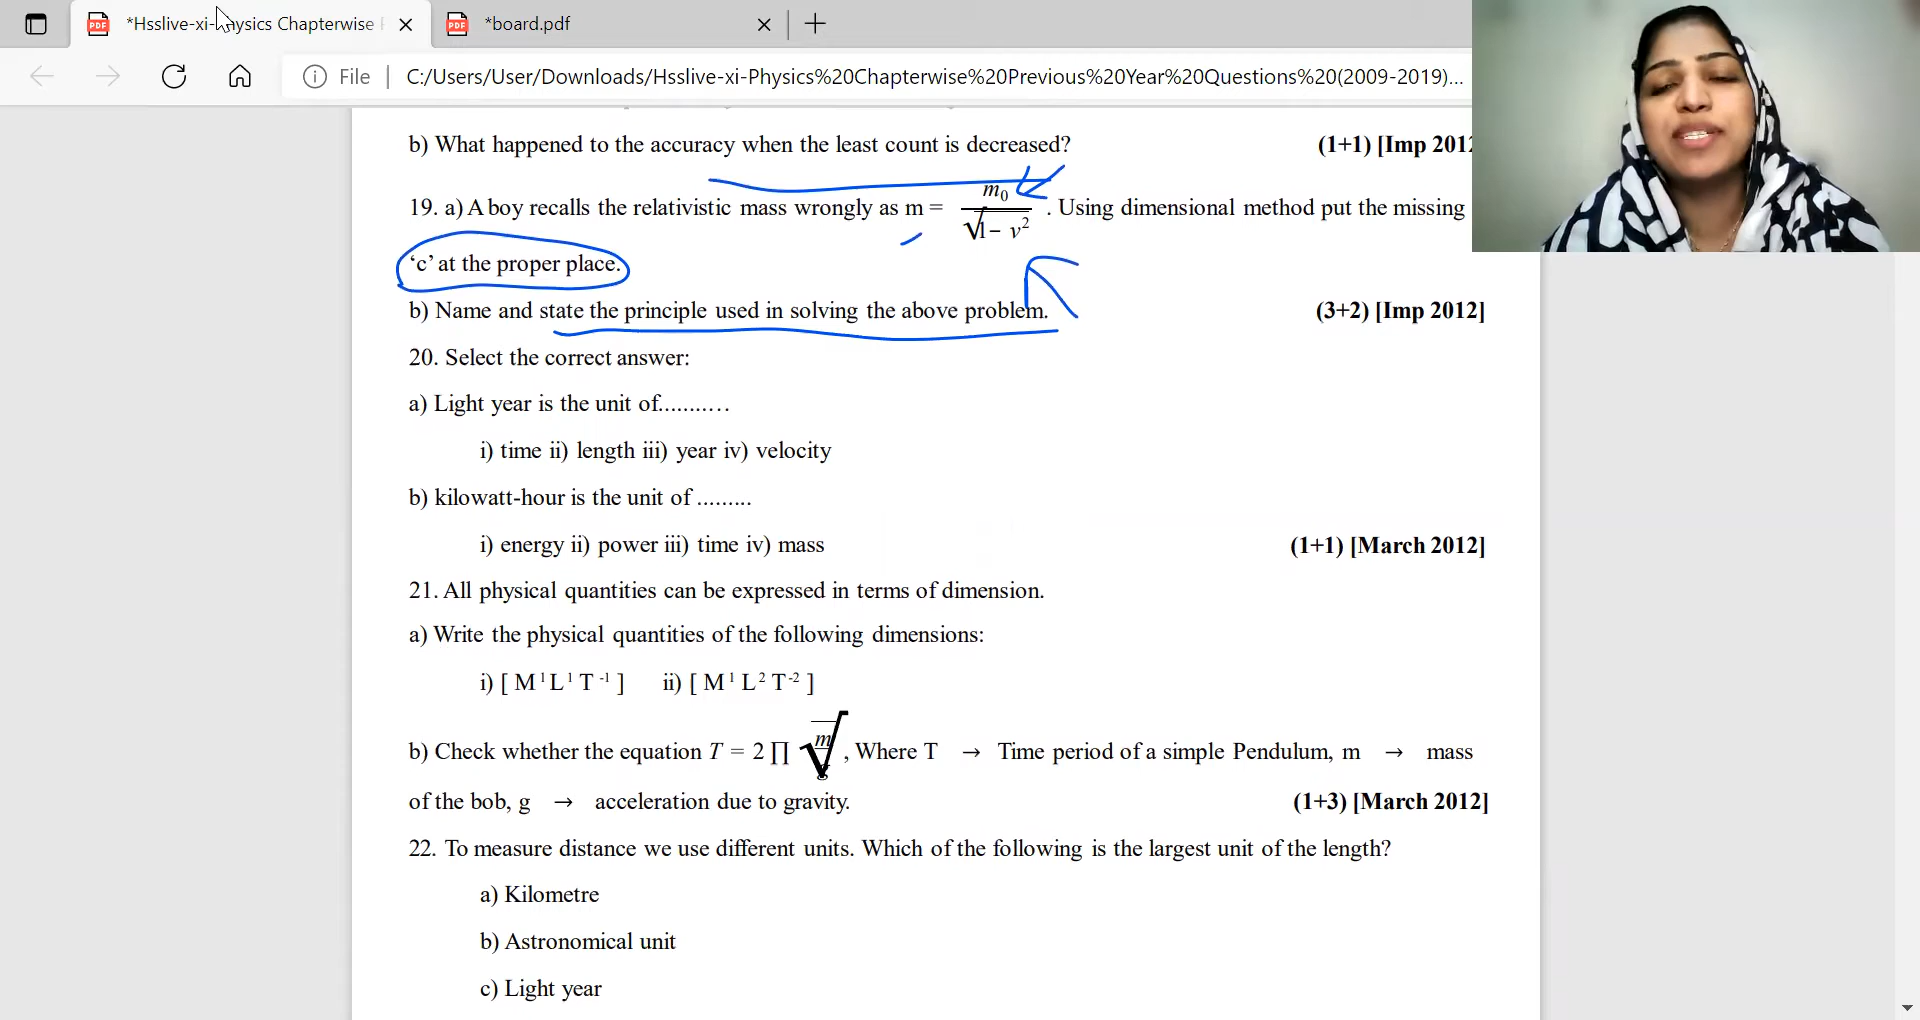 *Hsslive-xi-Physics Chapterwise
*board.pdf
File
C:/Users/User/Downloads/Hsslive-xi-Physics%20Chapterwise%20Previous%20Year%20Questions%20(2009-2019)...
b) What happened to the accuracy when the least count is decreased? (1+1) [Imp 201
19. a) A boy recalls the relativistic mass wrongly as m = m₀/√1 − v² . Using dimensional method put the missing
‘c’ at the proper place.
b) Name and state the principle used in solving the above problem. (3+2) [Imp 2012]
20. Select the correct answer:
a) Light year is the unit of...........
i) time ii) length iii) year iv) velocity
b) kilowatt-hour is the unit of .........
i) energy ii) power iii) time iv) mass (1+1) [March 2012]
21. All physical quantities can be expressed in terms of dimension.
a) Write the physical quantities of the following dimensions:
i) [ M¹ L¹ T⁻¹ ] ii) [ M¹ L² T⁻² ]
b) Check whether the equation T = 2 ∏ √m/g , Where T → Time period of a simple Pendulum, m → mass
of the bob, g → acceleration due to gravity. (1+3) [March 2012]
22. To measure distance we use different units. Which of the following is the largest unit of the length?
a) Kilometre
b) Astronomical unit
c) Light year